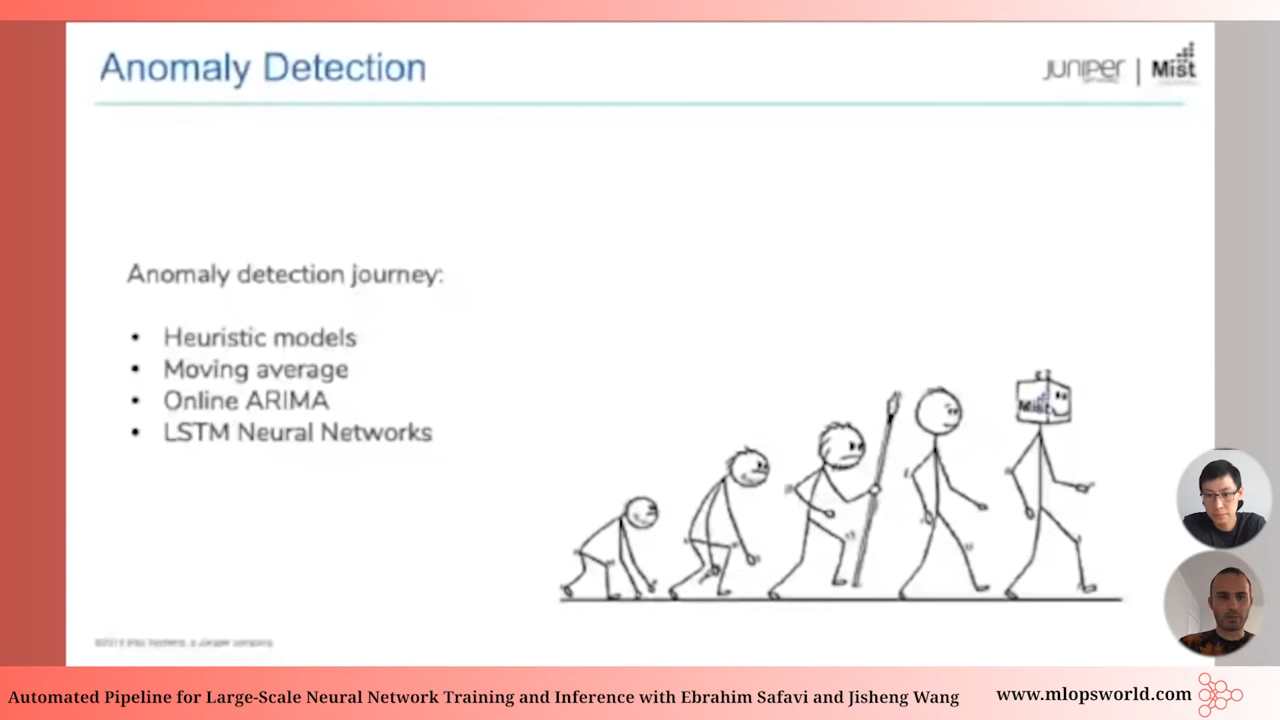 Anomaly Detection
JUNIPER | Mist
Anomaly detection journey:
• Heuristic models
• Moving average
• Online ARIMA
• LSTM Neural Networks
Mist
Automated Pipeline for Large-Scale Neural Network Training and Inference with Ebrahim Safavi and Jisheng Wang
www.mlopsworld.com